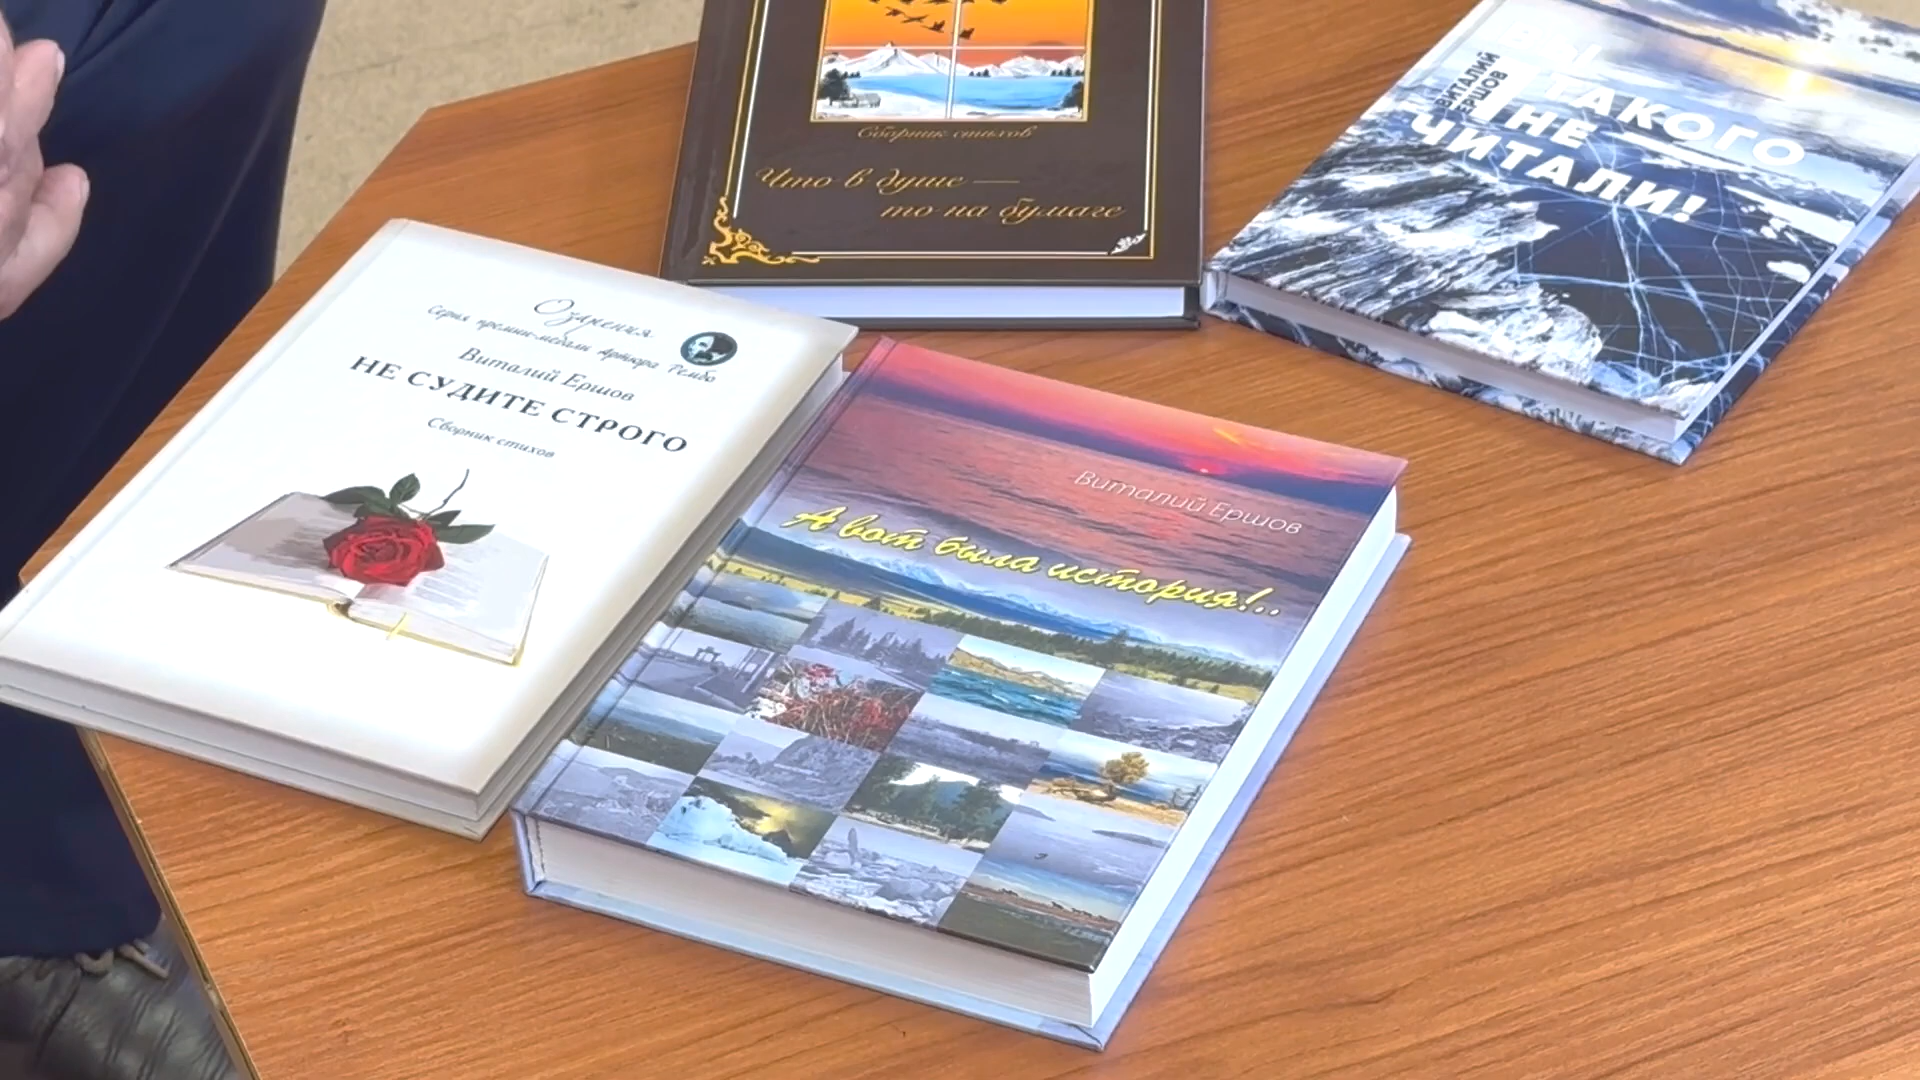 Сборник стихов
Что в душе —
то на бумаге
ВИТАЛИЙ
ЕРШОВ
ВЫ ТАКОГО
НЕ
ЧИТАЛИ!
Озарения
Серия премии-медали Артюра Рембо
Виталий Ершов
НЕ СУДИТЕ СТРОГО
Сборник стихов
Виталий Ершов
А вот была история!..